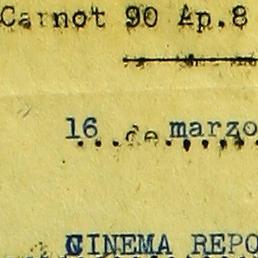 Carnot 90 Ap.8
16 de marzo
CINEMA REPO